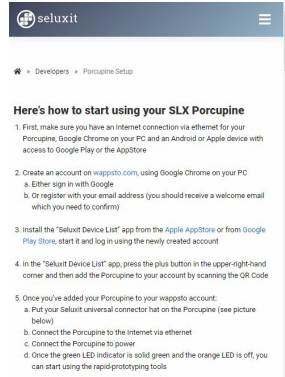 seluxit
» Developers » Porcupine Setup
Here's how to start using your SLX Porcupine
1. First, make sure you have an Internet connection via ethernet for your
Porcupine, Google Chrome on your PC and an Android or Apple device with
access to Google Play or the AppStore
2. Create an account on wappsto.com, using Google Chrome on your PC
a. Either sign in with Google
b. Or register with your email address (you should receive a welcome email
which you need to confirm)
3. Install the "Seluxit Device List" app from the Apple AppStore or from Google
Play Store, start it and log in using the newly created account
4. In the "Seluxit Device List" app, press the plus button in the upper-right-hand
corner and then add the Porcupine to your account by scanning the QR Code
5. Once you've added your Porcupine to your wappsto account:
a. Put your Seluxit universal connector hat on the Porcupine (see picture
below)
b. Connect the Porcupine to the Internet via ethernet
c. Connect the Porcupine to power
d. Once the green LED indicator is solid green and the orange LED is off, you
can start using the rapid-prototyping tools